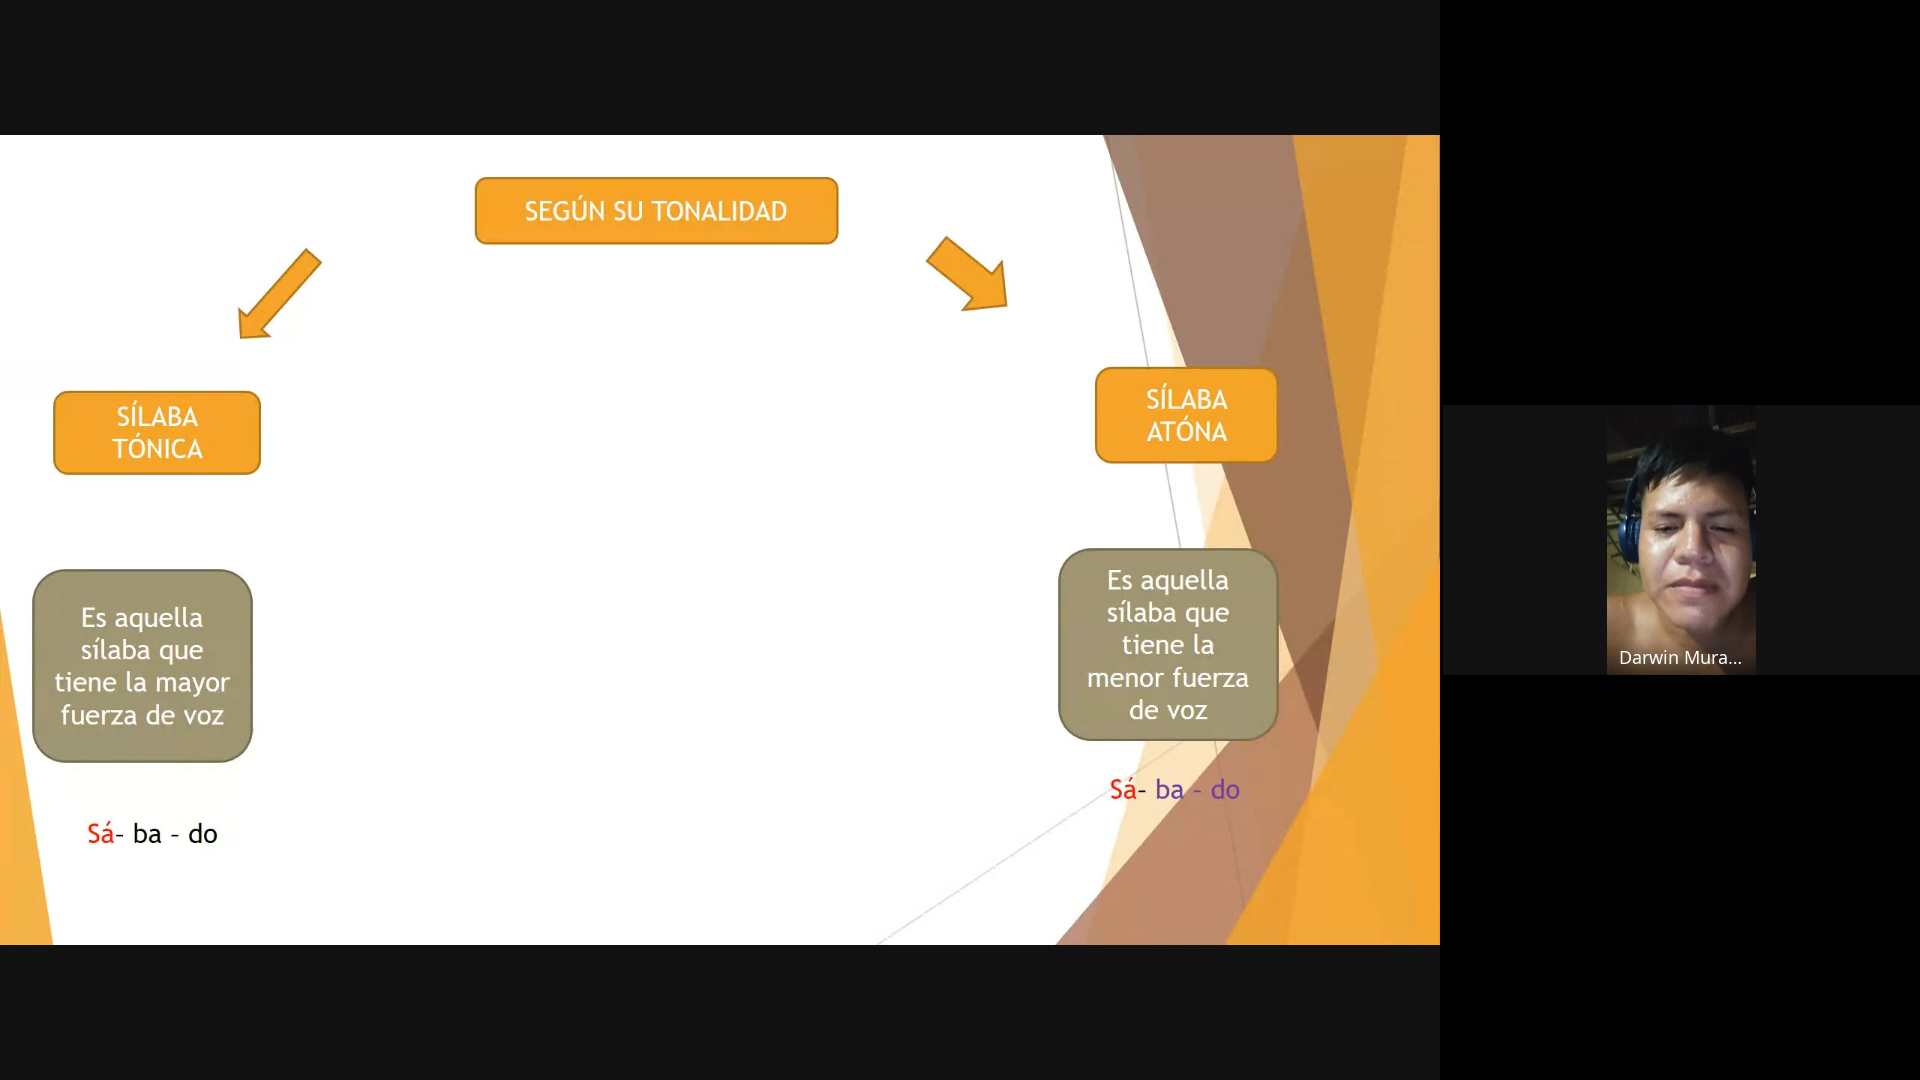 SEGÚN SU TONALIDAD
SÍLABA
TÓNICA
SÍLABA
ATÓNA
Es aquella
sílaba que
tiene la mayor
fuerza de voz
Es aquella
sílaba que
tiene la
menor fuerza
de voz
Sá- ba - do
Sá- ba - do
Darwin Mura...